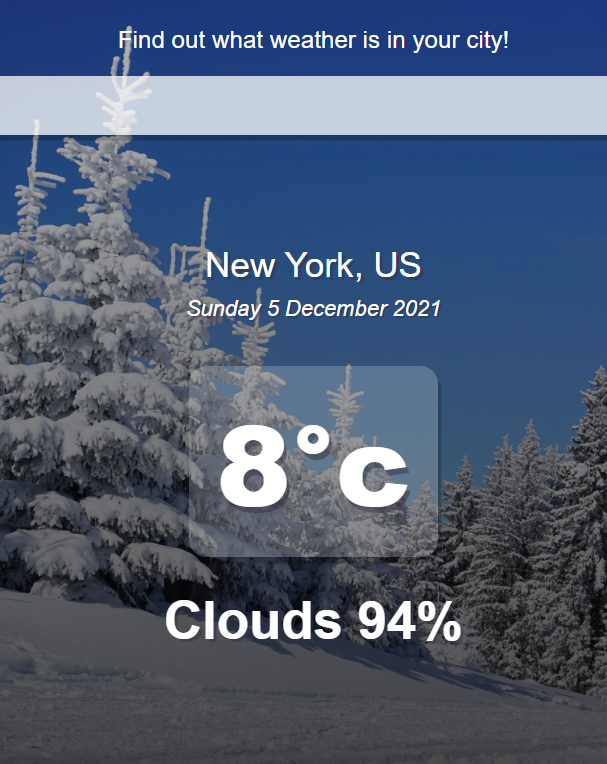 Find out what weather is in your city!
New York, US
Sunday 5 December 2021
8°c
Clouds 94%